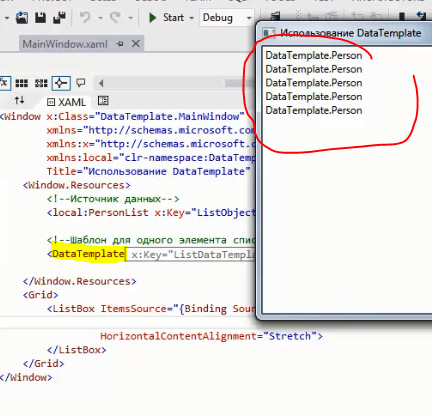 Start
Debug
MainWindow.xaml
XAML
<Window x:Class="DataTemplate.MainWindow"
xmlns="http://schemas.microsoft.co
xmlns:x="http://schemas.microsoft.
xmlns:local="clr-namespace:DataTem
Title="Использование DataTemplate"
<Window.Resources>
<!--Источник данных-->
<local:PersonList x:Key="ListObjec
<!--Шаблон для одного элемента спис
<DataTemplate x:Key="ListDataTempla
</Window.Resources>
<Grid>
<ListBox ItemsSource="{Binding Sour
HorizontalContentAlignment="Stretch">
</ListBox>
</Grid>
</Window>
Использование DataTemplate
DataTemplate.Person
DataTemplate.Person
DataTemplate.Person
DataTemplate.Person
DataTemplate.Person